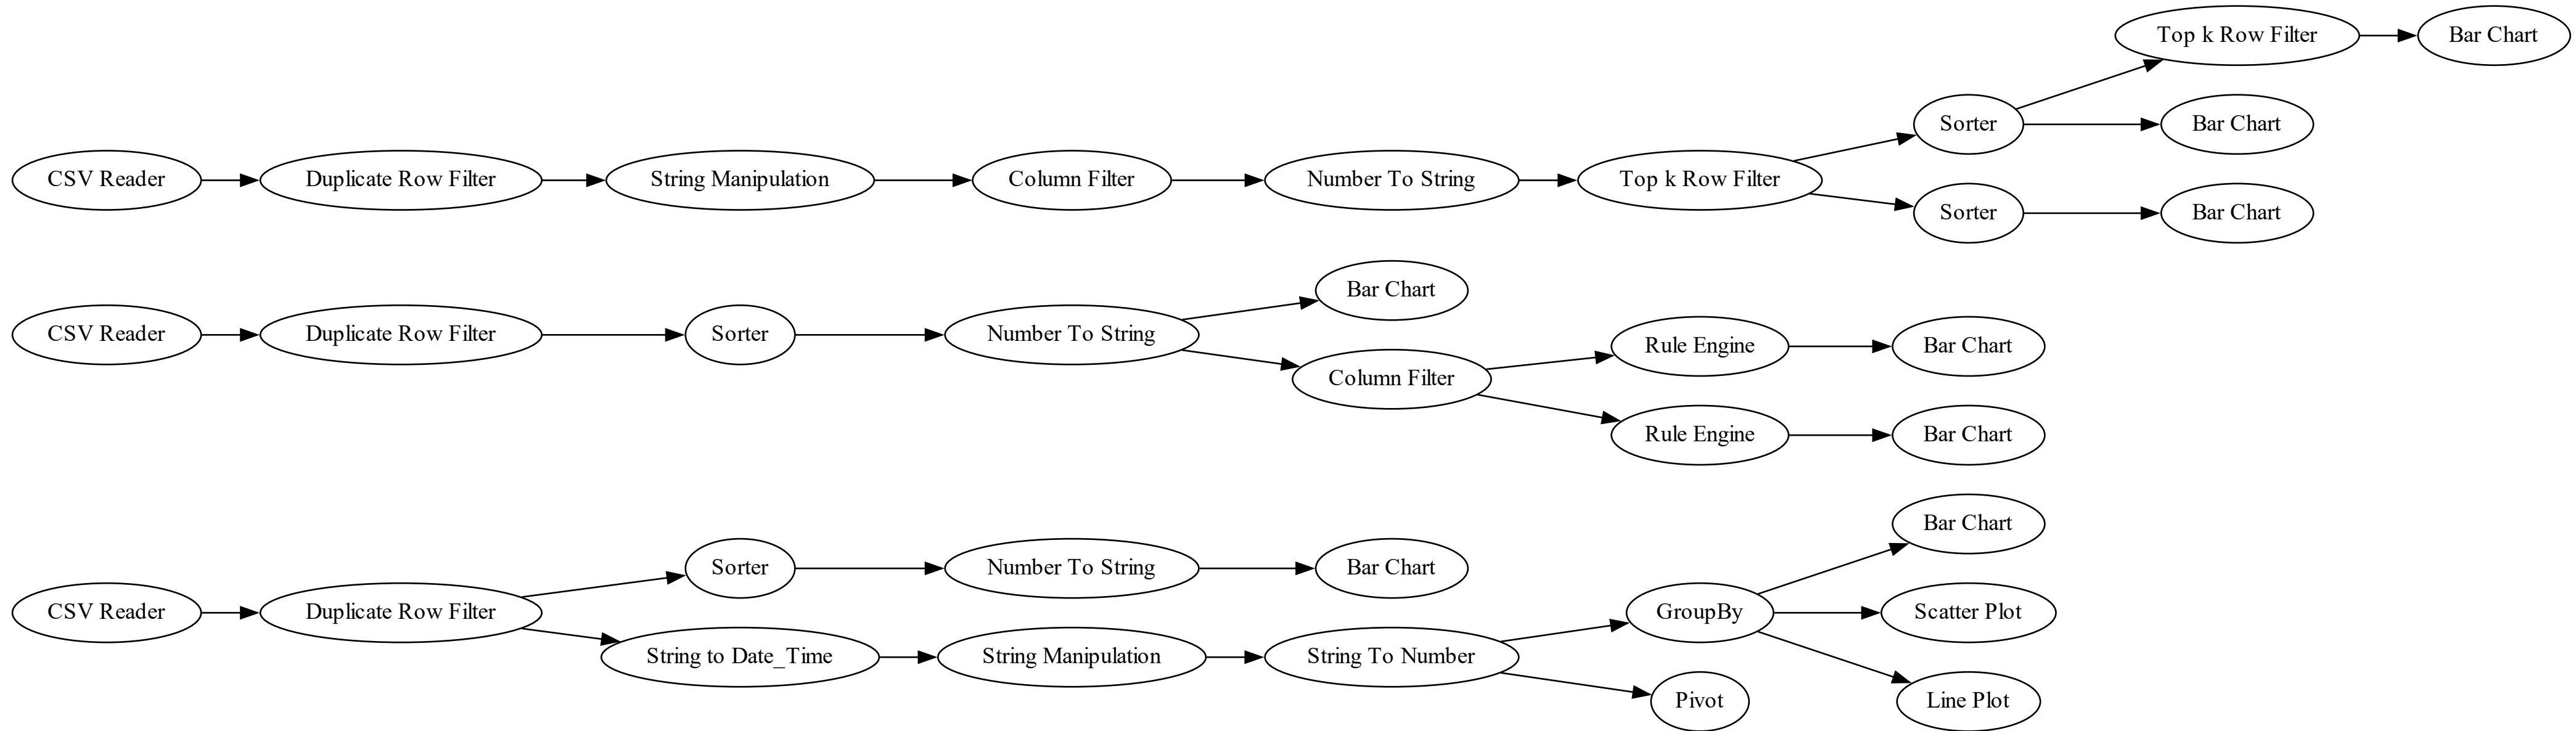 Top k Row Filter
Bar Chart
Sorter
Bar Chart
CSV Reader
Duplicate Row Filter
String Manipulation
Column Filter
Number To String
Top k Row Filter
Sorter
Bar Chart
Bar Chart
CSV Reader
Duplicate Row Filter
Sorter
Number To String
Rule Engine
Bar Chart
Column Filter
Rule Engine
Bar Chart
Bar Chart
Sorter
Number To String
Bar Chart
CSV Reader
Duplicate Row Filter
GroupBy
Scatter Plot
String to Date_Time
String Manipulation
String To Number
Pivot
Line Plot